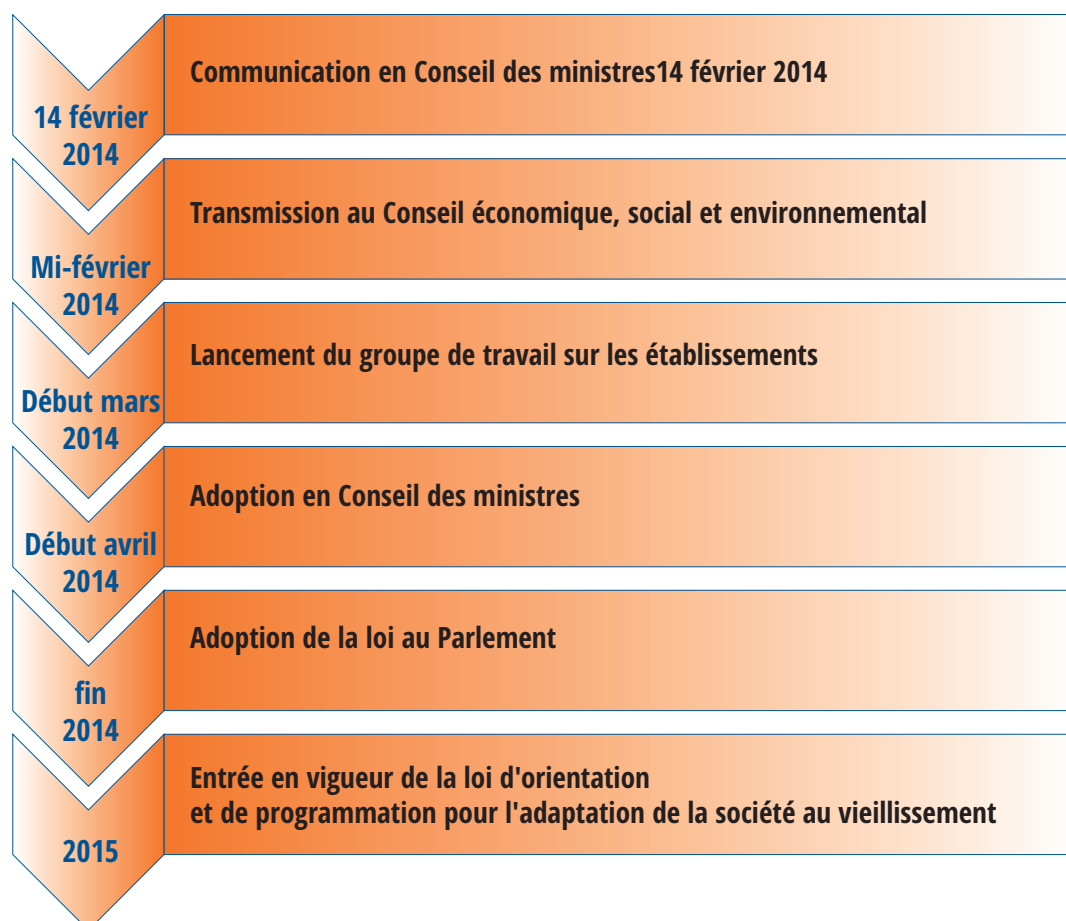 14 février
2014
Communication en Conseil des ministres14 février 2014
Mi-février
2014
Transmission au Conseil économique, social et environnemental
Début mars
2014
Lancement du groupe de travail sur les établissements
Début avril
2014
Adoption en Conseil des ministres
fin
2014
Adoption de la loi au Parlement
2015
Entrée en vigueur de la loi d'orientation
et de programmation pour l'adaptation de la société au vieillissement